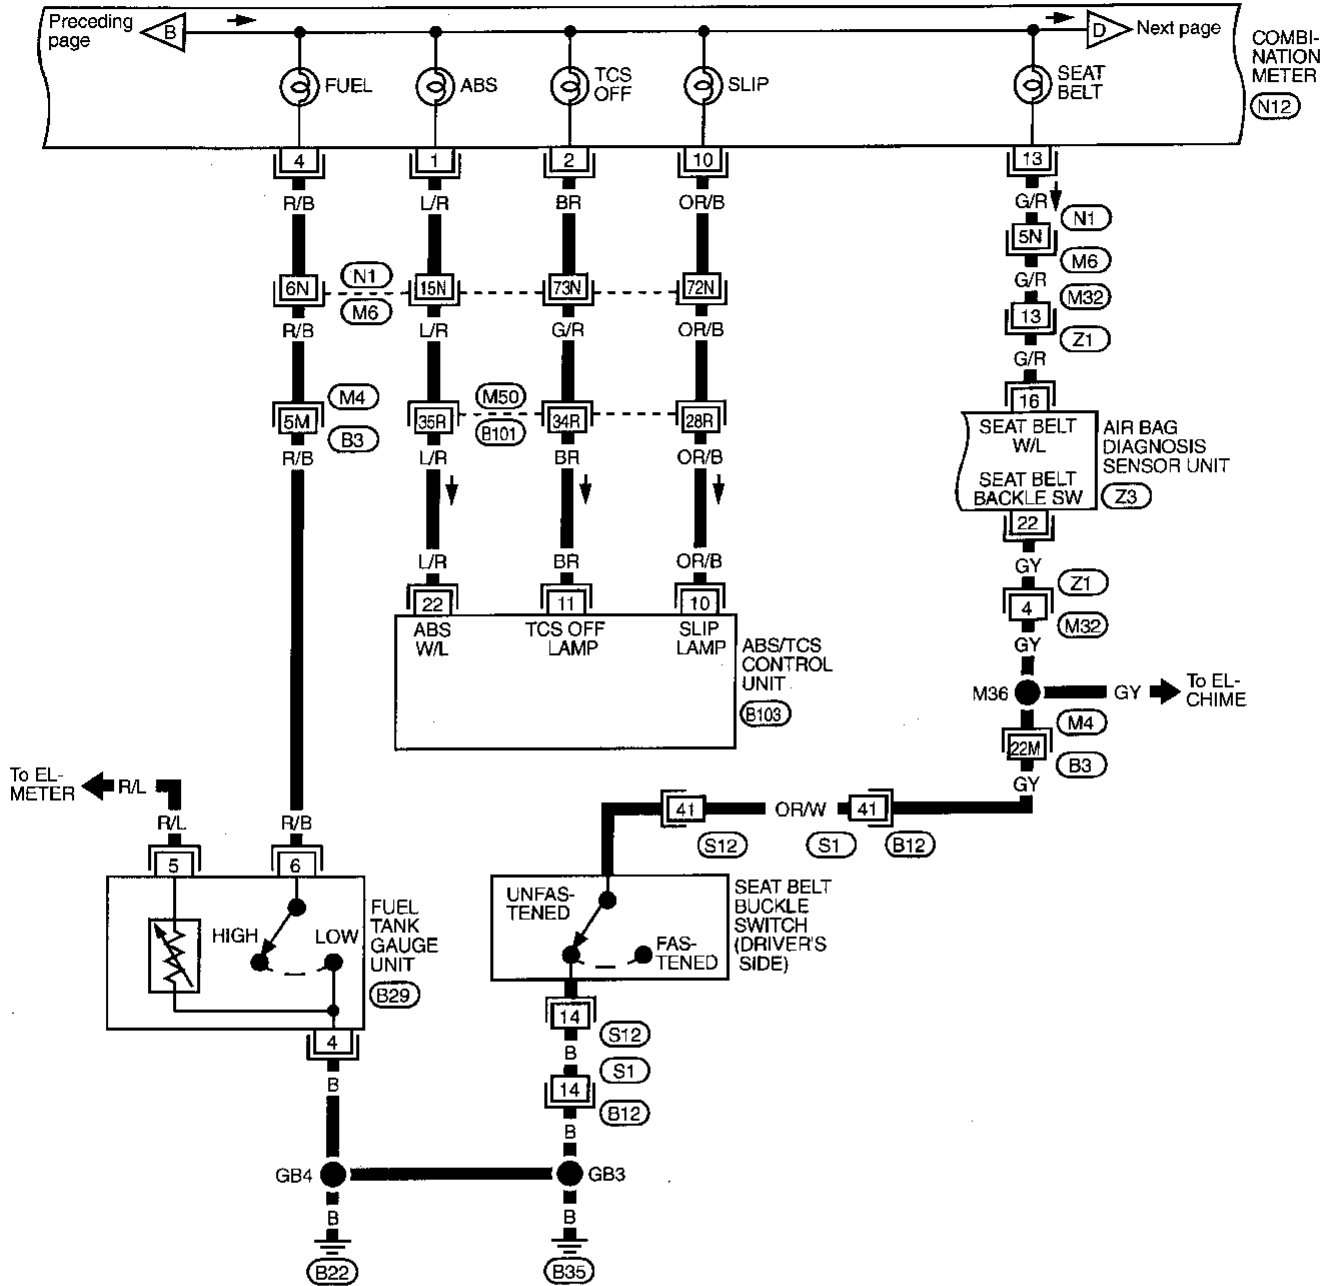 Preceding
page
B
D
Next page
COMBI-
NATION
METER
N12
FUEL
ABS
TCS
OFF
SLIP
SEAT
BELT
4
1
2
10
13
R/B
L/R
BR
OR/B
G/R
N1
5N
M6
G/R
M32
13
Z1
G/R
6N
N1
M6
15N
73N
72N
R/B
L/R
G/R
OR/B
5M
M4
B3
35R
M50
B101
34R
28R
R/B
L/R
BR
OR/B
16
SEAT BELT
W/L
SEAT BELT
BACKLE SW
AIR BAG
DIAGNOSIS
SENSOR UNIT
Z3
22
GY
Z1
4
M32
GY
M36
GY
To EL-
CHIME
M4
22M
B3
GY
L/R
BR
OR/B
22
11
10
ABS
W/L
TCS OFF
LAMP
SLIP
LAMP
ABS/TCS
CONTROL
UNIT
B103
To EL-
METER
R/L
R/L
R/B
5
6
HIGH
LOW
FUEL
TANK
GAUGE
UNIT
B29
4
B
41
OR/W
41
S12
S1
B12
UNFAS-
TENED
FAS-
TENED
SEAT BELT
BUCKLE
SWITCH
(DRIVER'S
SIDE)
14
S12
B
S1
14
B12
B
GB4
GB3
B
B
B22
B35